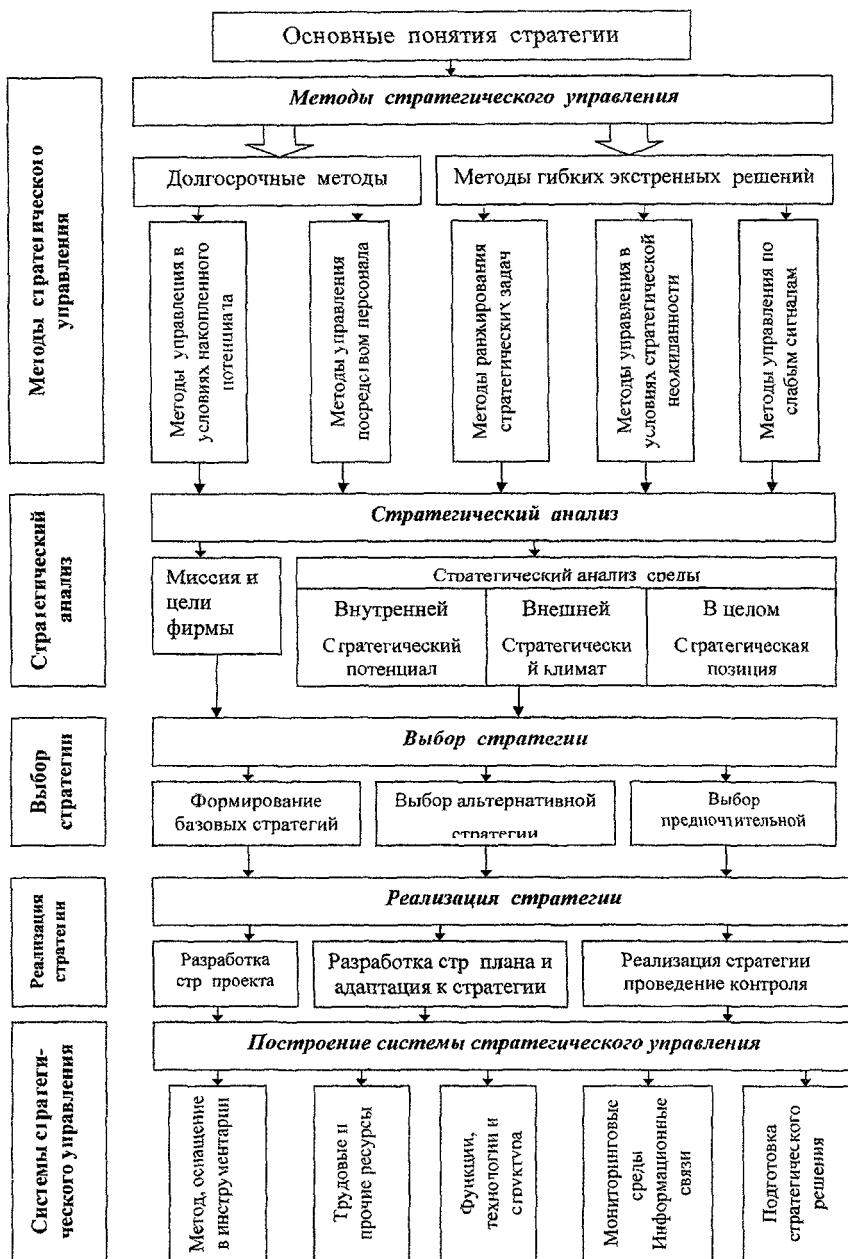 Основные понятия стратегии
Методы стратегического
управления
Методы стратегического управления
Долгосрочные методы
Методы гибких экстренных решений
Методы управления в
условиях накопленного
потенциала
Методы управления
посредством персонала
Методы ранжирования
стратегических задач
Методы управления в
условиях стратегической
неожиданности
Методы управления по
слабым сигналам
Стратегический
анализ
Стратегический анализ
Миссия и
цели
фирмы
Стратегический анализ среды
Внутренней
Стратегический
потенциал
Внешней
Стратегически
й климат
В целом
Стратегическая
позиция
Выбор
стратегии
Выбор стратегии
Формирование
базовых стратегий
Выбор альтернативной
стратегии
Выбор
предпочтительной
Реализация
стратегии
Реализация стратегии
Разработка
стр проекта
Разработка стр плана и
адаптация к стратегии
Реализация стратегии
проведение контроля
Системы стратеги-
ческого управления
Построение системы стратегического управления
Метод, оснащение
в инструментарии
Трудовые и
прочие ресурсы
Функции,
технологии и
структура
Мониторинговые
среды
Информационные
связи
Подготовка
стратегического
решения